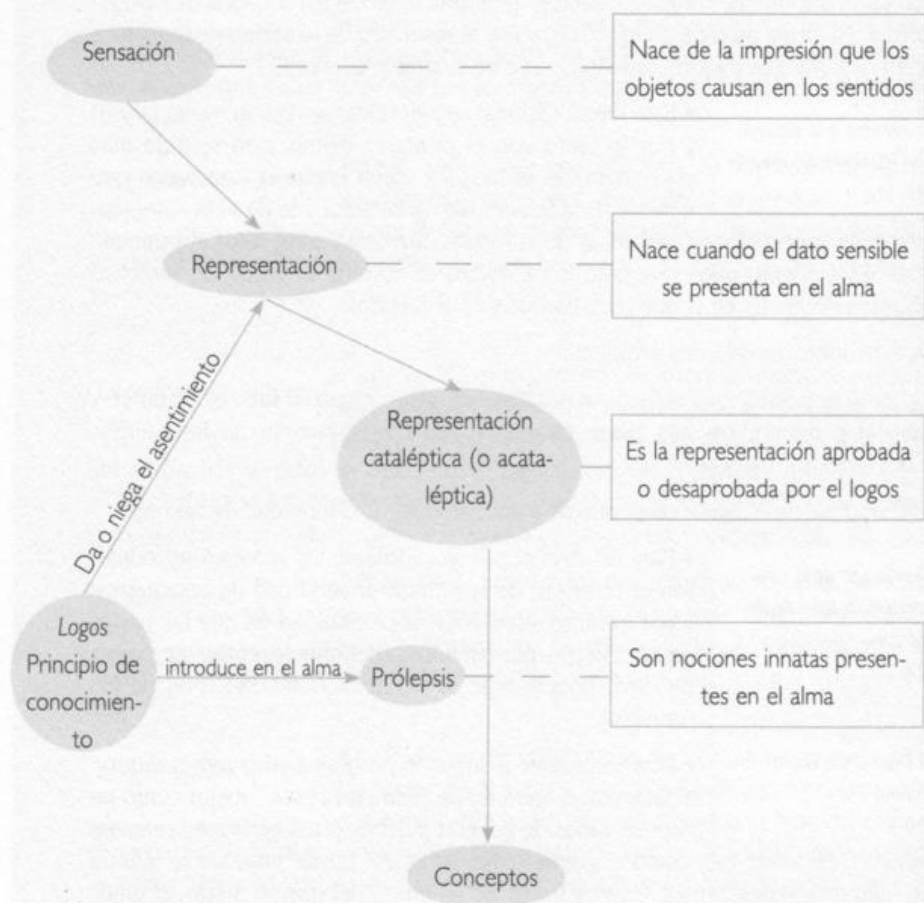 Sensación
Nace de la impresión que los
objetos causan en los sentidos
Representación
Nace cuando el dato sensible
se presenta en el alma
Da o niega el asentimiento
Representación
cataléptica (o acata-
léptica)
Es la representación aprobada
o desaprobada por el logos
Logos
Principio de
conocimien-
to
introduce en el alma
Prólepsis
Son nociones innatas presen-
tes en el alma
Conceptos